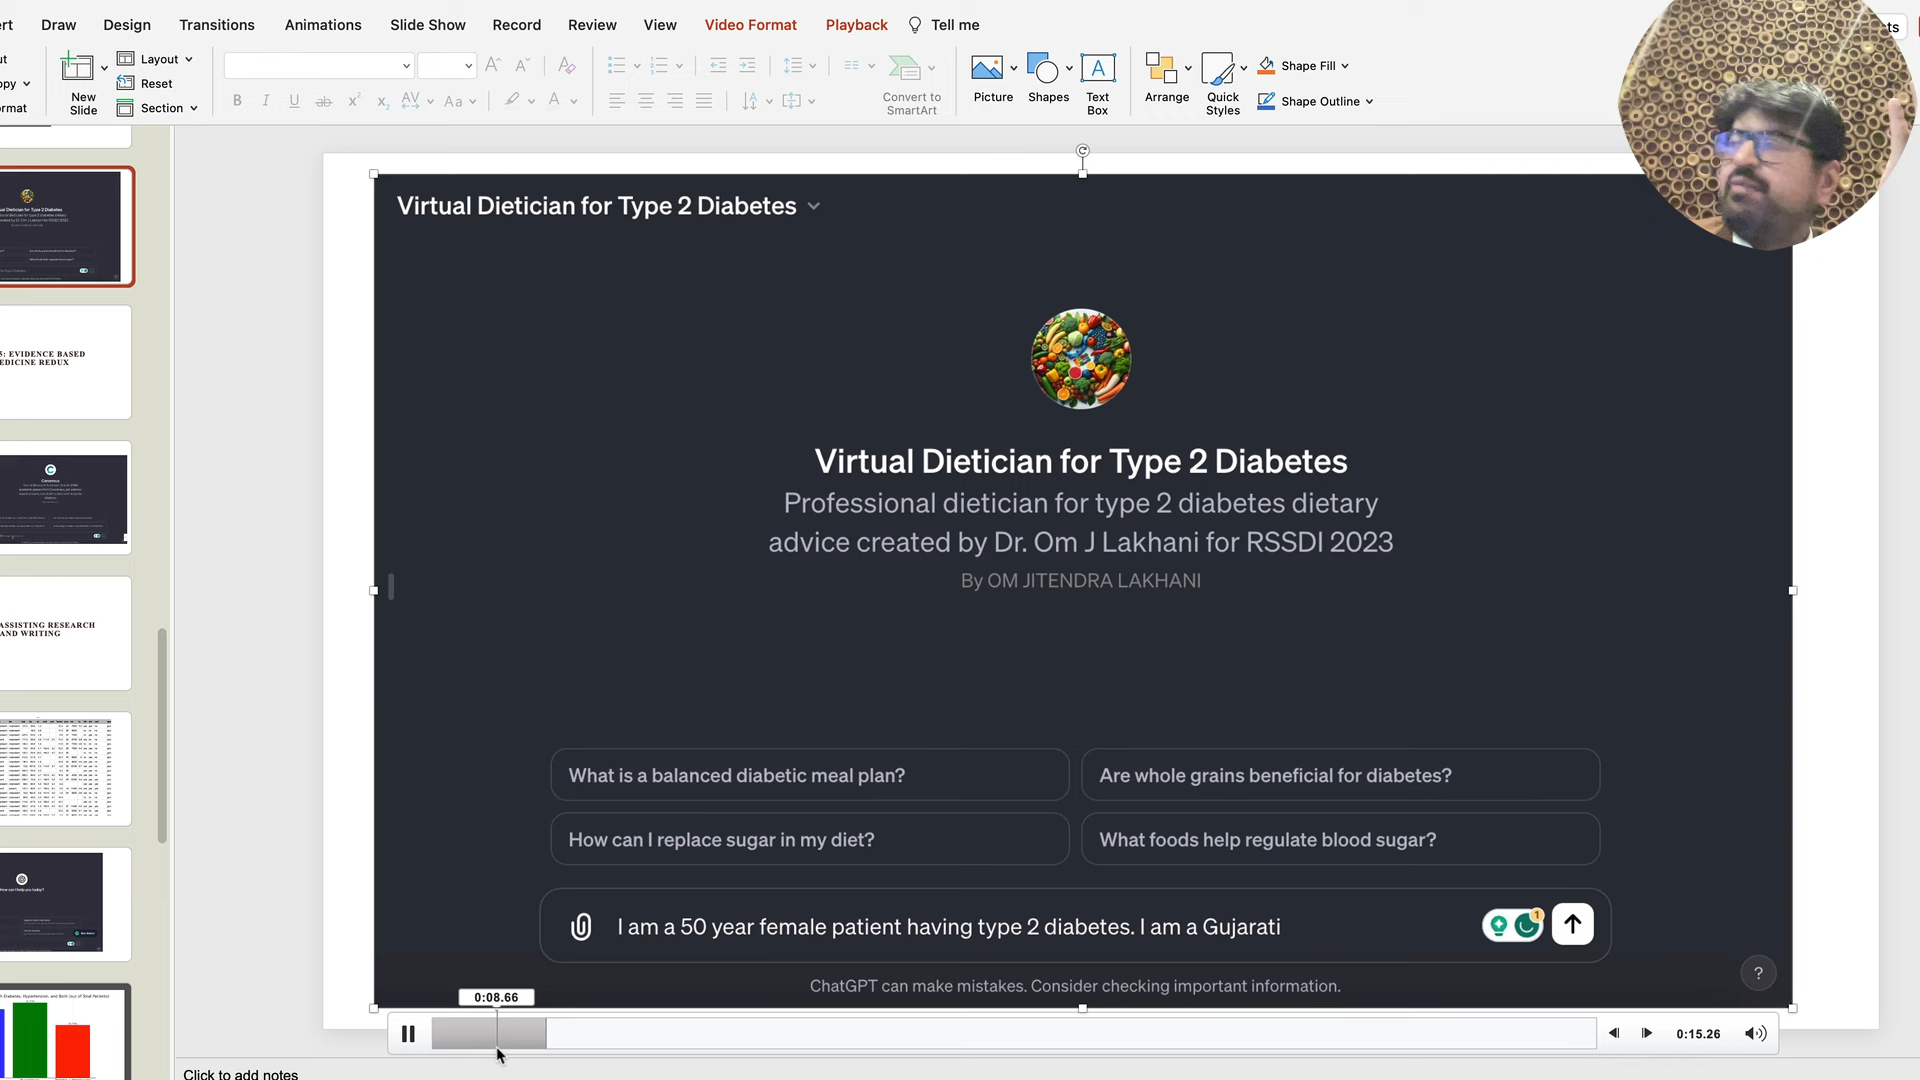 Draw Design Transitions Animations Slide Show Record Review View Video Format Playback Tell me
New Slide
Layout
Reset
Section
B I U ab
Aa
Convert to SmartArt
Picture Shapes Text Box
Arrange Quick Styles
Shape Fill
Shape Outline
5: EVIDENCE BASED
EDICINE REDUX
Consensus
ASSISTING RESEARCH
AND WRITING
Virtual Dietician for Type 2 Diabetes
Virtual Dietician for Type 2 Diabetes
Professional dietician for type 2 diabetes dietary
advice created by Dr. Om J Lakhani for RSSDI 2023
By OM JITENDRA LAKHANI
What is a balanced diabetic meal plan?
Are whole grains beneficial for diabetes?
How can I replace sugar in my diet?
What foods help regulate blood sugar?
I am a 50 year female patient having type 2 diabetes. I am a Gujarati
1
ChatGPT can make mistakes. Consider checking important information.
?
0:08.66
0:15.26
Click to add notes